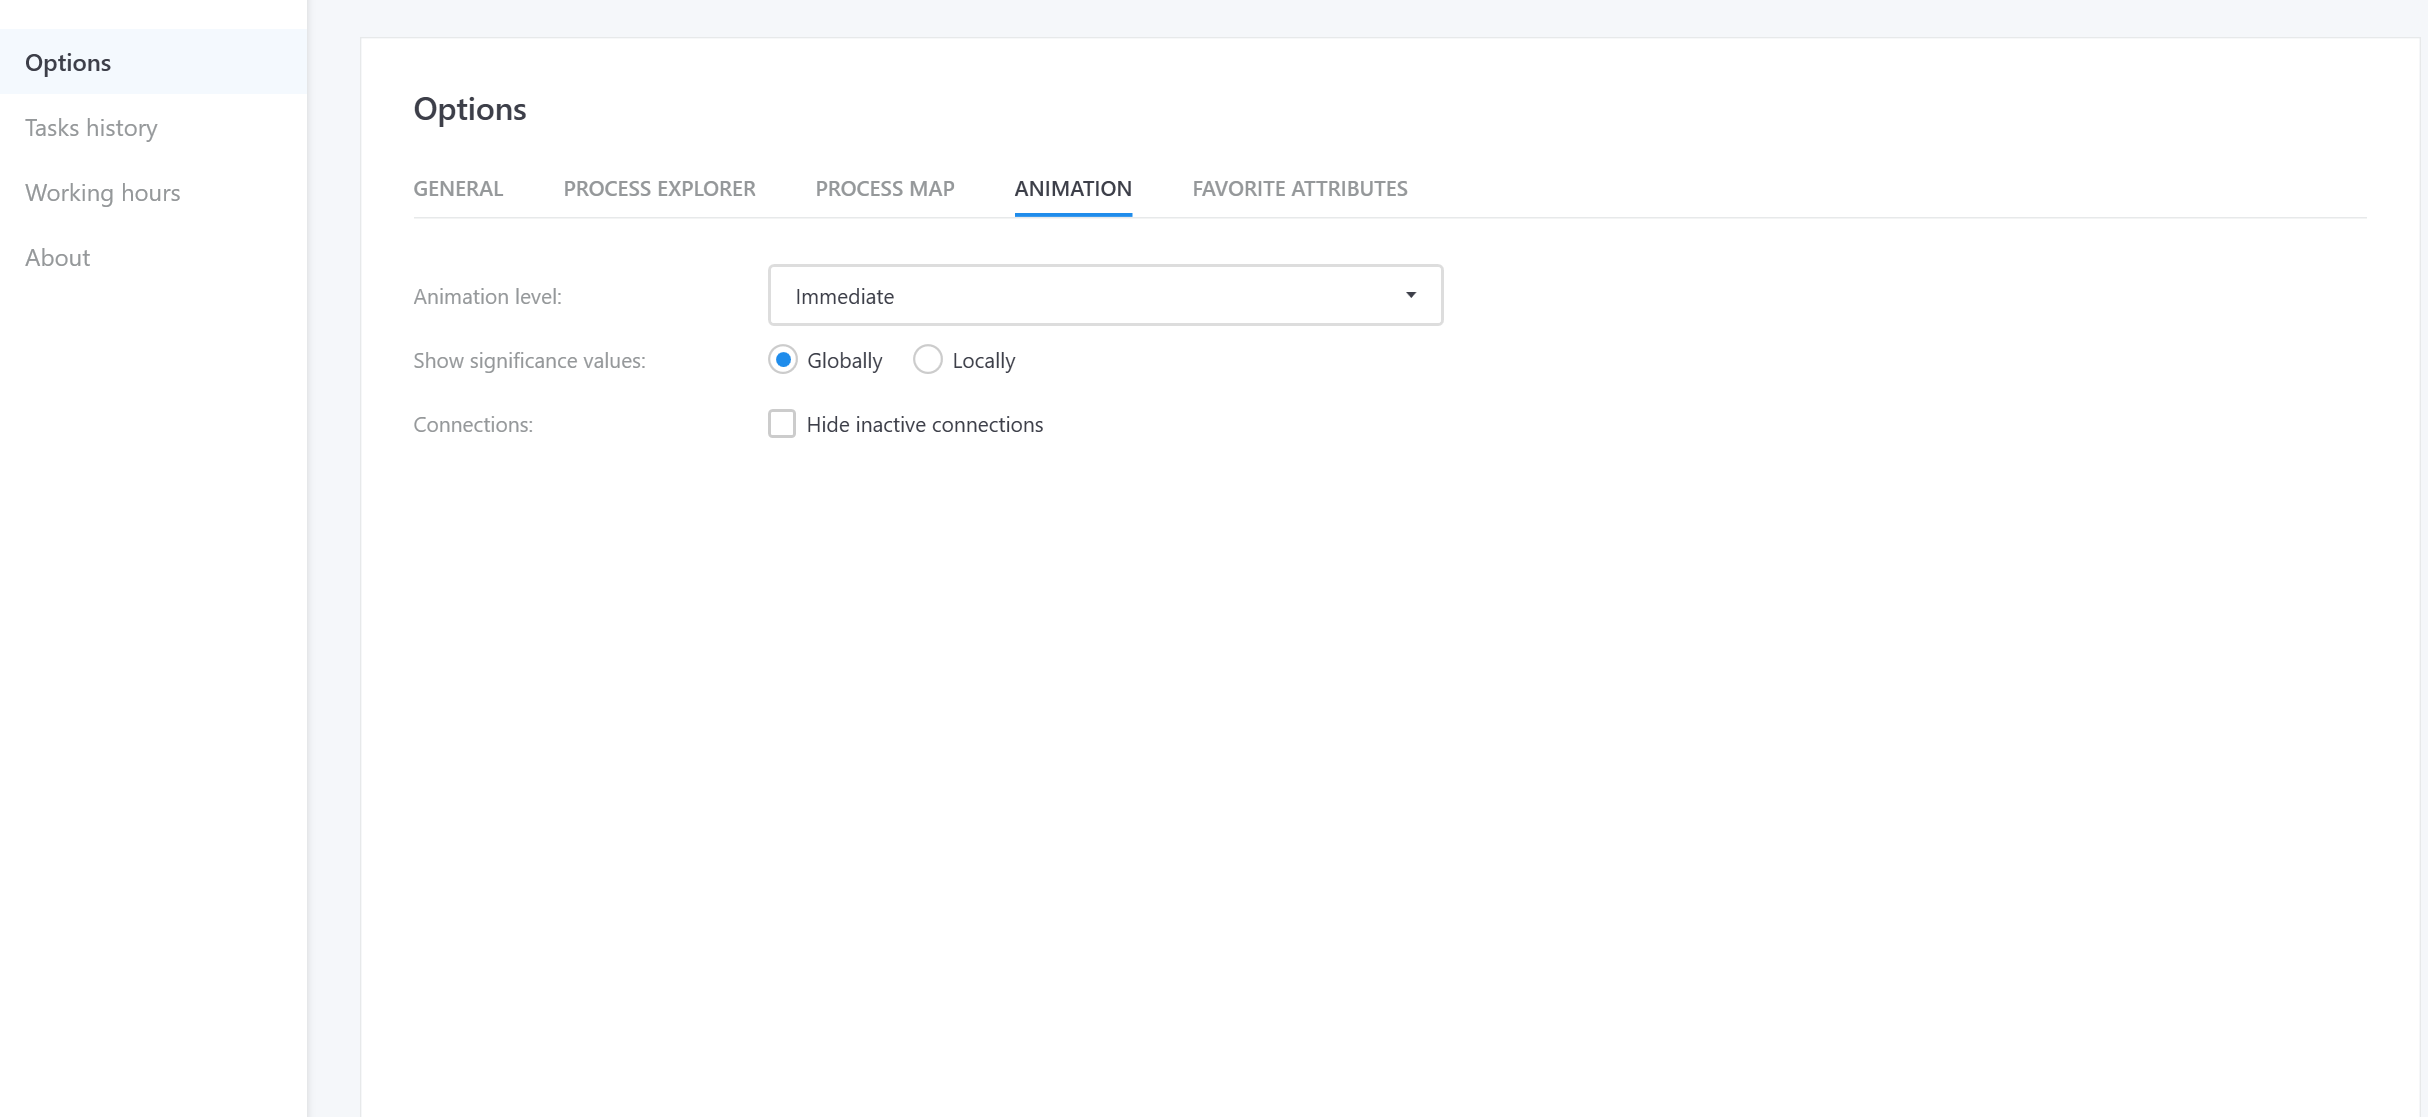 Options
Tasks history
Working hours
About
Options
GENERAL PROCESS EXPLORER PROCESS MAP ANIMATION FAVORITE ATTRIBUTES
Animation level: Immediate
Show significance values: Globally Locally
Connections: Hide inactive connections